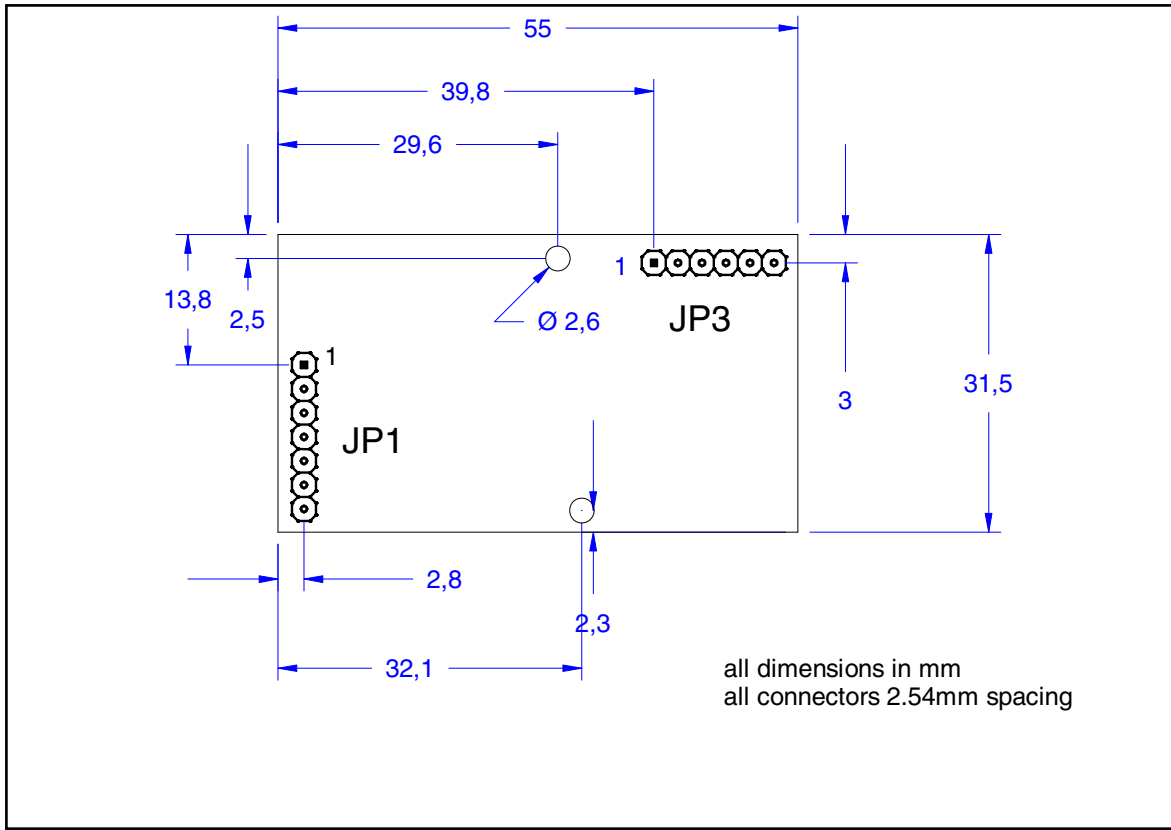 55
39,8
29,6
13,8
2,5
1
Ø 2,6
JP3
3
31,5
1
JP1
2,8
2,3
32,1
all dimensions in mm
all connectors 2.54mm spacing